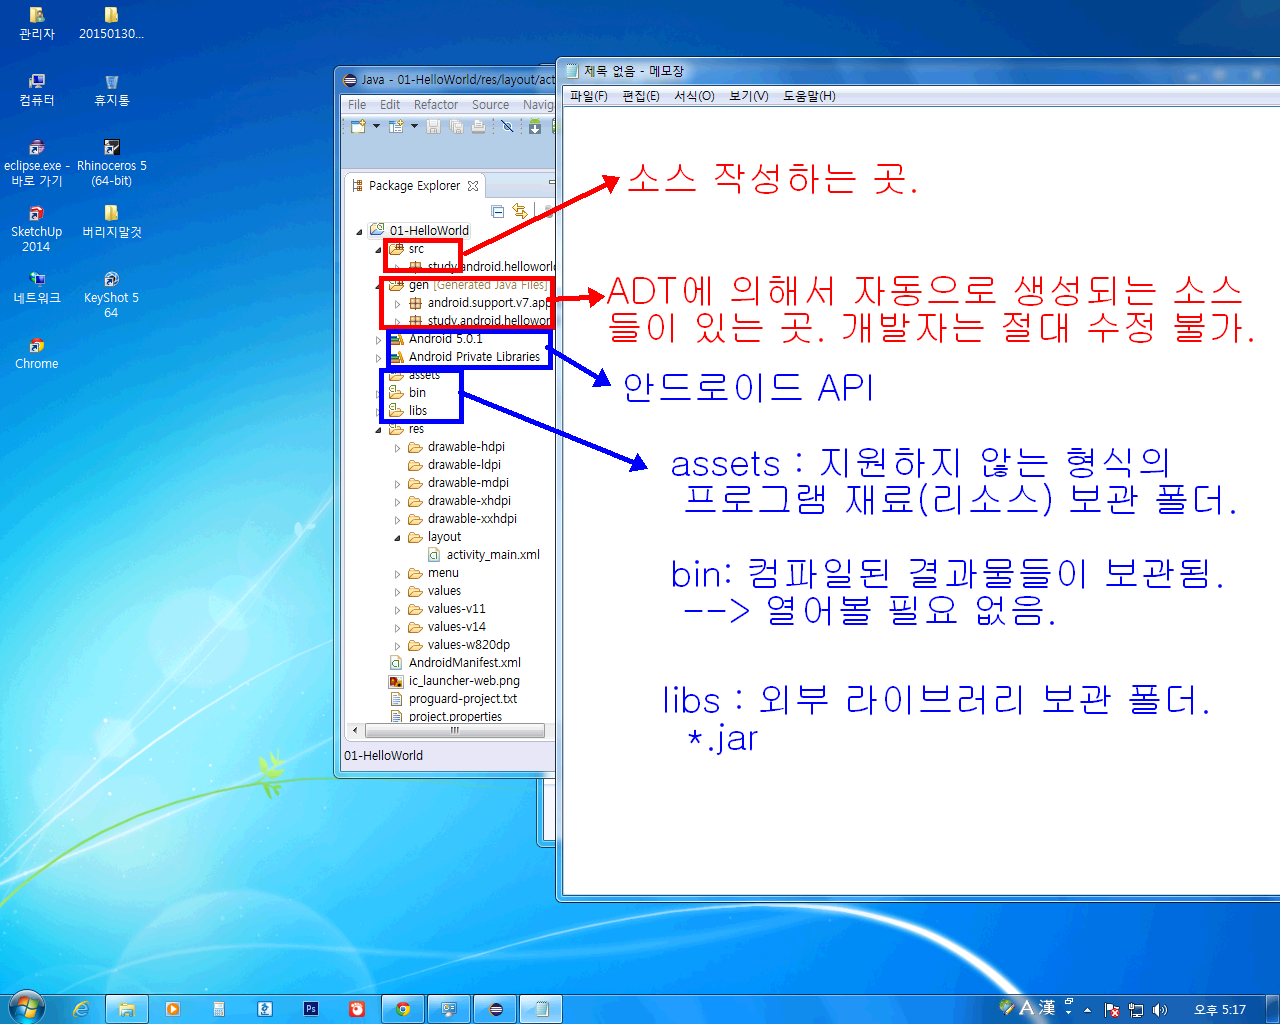 관리자
20150130...
컴퓨터
휴지통
eclipse.exe - 바로 가기
Rhinoceros 5 (64-bit)
SketchUp 2014
버리지말것
네트워크
KeyShot 5 64
Chrome
Java - 01-HelloWorld/res/layout/act
File Edit Refactor Source Naviga
Package Explorer
01-HelloWorld
src
study.android.helloworld
gen [Generated Java Files]
android.support.v7.app
study.android.hellowor
Android 5.0.1
Android Private Libraries
assets
bin
libs
res
drawable-hdpi
drawable-ldpi
drawable-mdpi
drawable-xhdpi
drawable-xxhdpi
layout
activity_main.xml
menu
values
values-v11
values-v14
values-w820dp
AndroidManifest.xml
ic_launcher-web.png
proguard-project.txt
project.properties
01-HelloWorld
제목 없음 - 메모장
파일(F) 편집(E) 서식(O) 보기(V) 도움말(H)
소스 작성하는 곳.
ADT에 의해서 자동으로 생성되는 소스
들이 있는 곳. 개발자는 절대 수정 불가.
안드로이드 API
assets : 지원하지 않는 형식의
프로그램 재료(리소스) 보관 폴더.
bin: 컴파일된 결과물들이 보관됨.
--> 열어볼 필요 없음.
libs : 외부 라이브러리 보관 폴더.
*.jar
Ps
A 漢
오후 5:17